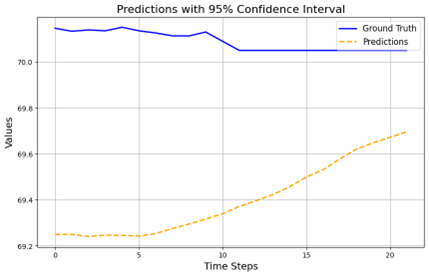 Predictions with 95% Confidence Interval
Ground Truth
Predictions
Values
70.0
69.8
69.6
69.4
69.2
0 5 10 15 20
Time Steps